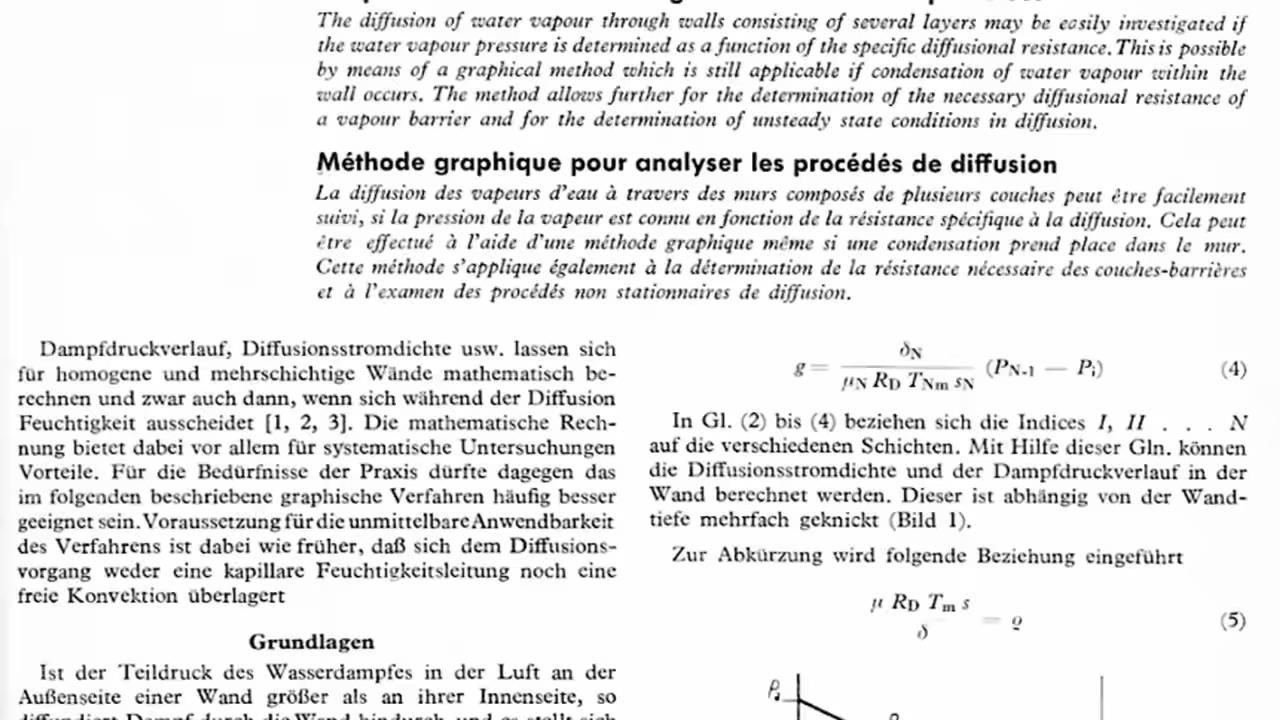 The diffusion of water vapour through walls consisting of several layers may be easily investigated if
the water vapour pressure is determined as a function of the specific diffusional resistance. This is possible
by means of a graphical method which is still applicable if condensation of water vapour within the
wall occurs. The method allows further for the determination of the necessary diffusional resistance of
a vapour barrier and for the determination of unsteady state conditions in diffusion.
Méthode graphique pour analyser les procédés de diffusion
La diffusion des vapeurs d'eau à travers des murs composés de plusieurs couches peut être facilement
suivi, si la pression de la vapeur est connu en fonction de la résistance spécifique à la diffusion. Cela peut
être effectué à l'aide d'une méthode graphique même si une condensation prend place dans le mur.
Cette méthode s'applique également à la détermination de la résistance nécessaire des couches-barrières
et à l'examen des procédés non stationnaires de diffusion.
Dampfdruckverlauf, Diffusionsstromdichte usw. lassen sich
für homogene und mehrschichtige Wände mathematisch be-
rechnen und zwar auch dann, wenn sich während der Diffusion
Feuchtigkeit ausscheidet [1, 2, 3]. Die mathematische Rech-
nung bietet dabei vor allem für systematische Untersuchungen
Vorteile. Für die Bedürfnisse der Praxis dürfte dagegen das
im folgenden beschriebene graphische Verfahren häufig besser
geeignet sein. Voraussetzung für die unmittelbare Anwendbarkeit
des Verfahrens ist dabei wie früher, daß sich dem Diffusions-
vorgang weder eine kapillare Feuchtigkeitsleitung noch eine
freie Konvektion überlagert
Grundlagen
Ist der Teildruck des Wasserdampfes in der Luft an der
Außenseite einer Wand größer als an ihrer Innenseite, so
diffundiert Dampf durch die Wand hindurch, und es stellt sich
g = δN / μN RD TNm sN (PN-1 — Pi) (4)
In Gl. (2) bis (4) beziehen sich die Indices I, II . . . N
auf die verschiedenen Schichten. Mit Hilfe dieser Gln. können
die Diffusionsstromdichte und der Dampfdruckverlauf in der
Wand berechnet werden. Dieser ist abhängig von der Wand-
tiefe mehrfach geknickt (Bild 1).
Zur Abkürzung wird folgende Beziehung eingeführt
μ RD Tm s / δ = ϱ (5)